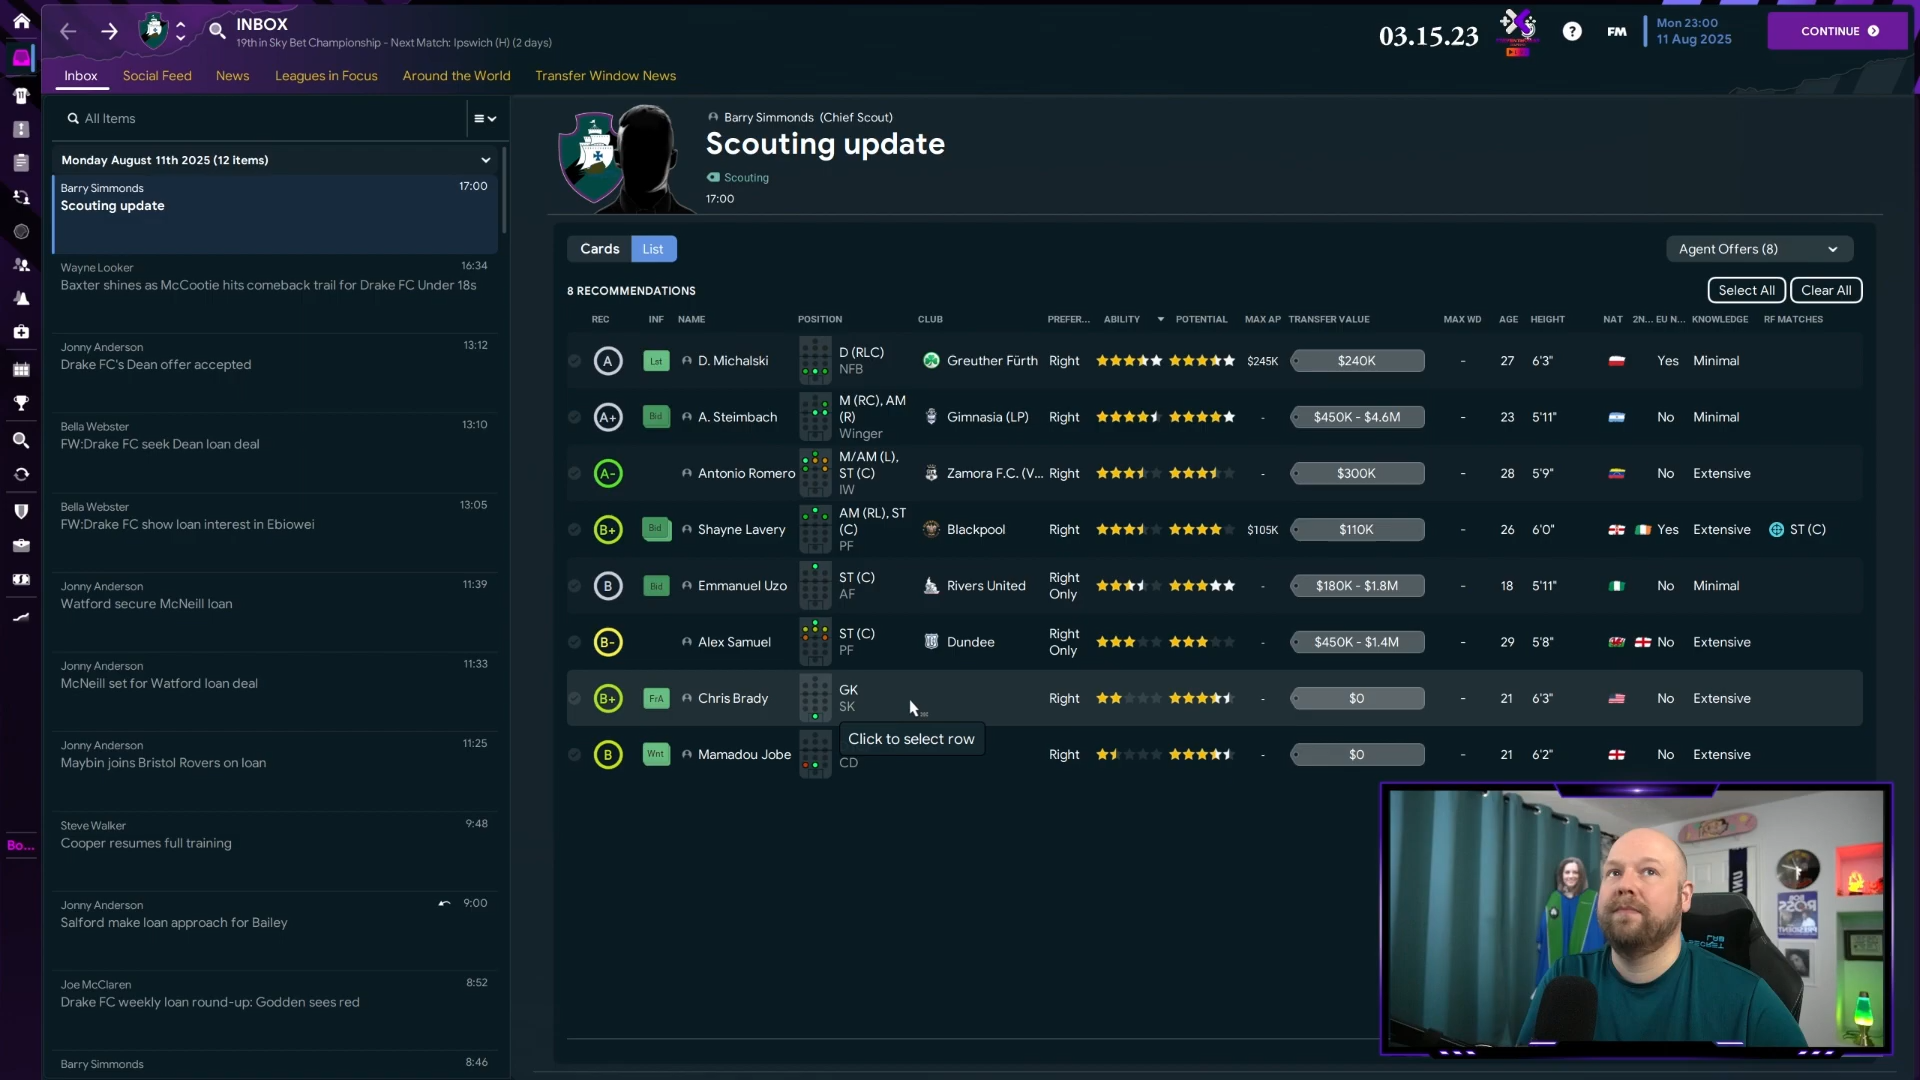 INBOX
19th in Sky Bet Championship - Next Match: Ipswich (H) (2 days)
03.15.23
FM
Mon 23:00
11 Aug 2025
CONTINUE
Inbox Social Feed News Leagues in Focus Around the World Transfer Window News
All Items
Monday August 11th 2025 (12 items)
Barry Simmonds 17:00
Scouting update
Wayne Looker 16:34
Baxter shines as McCootie hits comeback trail for Drake FC Under 18s
Jonny Anderson 13:12
Drake FC's Dean offer accepted
Bella Webster 13:10
FW:Drake FC seek Dean loan deal
Bella Webster 13:05
FW:Drake FC show loan interest in Ebiowei
Jonny Anderson 11:39
Watford secure McNeill loan
Jonny Anderson 11:33
McNeill set for Watford loan deal
Jonny Anderson 11:25
Maybin joins Bristol Rovers on loan
Steve Walker 9:48
Cooper resumes full training
Jonny Anderson 9:00
Salford make loan approach for Bailey
Joe McClaren 8:52
Drake FC weekly loan round-up: Godden sees red
Barry Simmonds 8:46
Bo...
Barry Simmonds (Chief Scout)
Scouting update
Scouting
17:00
Cards List
Agent Offers (8)
8 RECOMMENDATIONS
Select All Clear All
REC INF NAME POSITION CLUB PREFER... ABILITY POTENTIAL MAX AP TRANSFER VALUE MAX WD AGE HEIGHT NAT 2N... EU N... KNOWLEDGE RF MATCHES
A Lst D. Michalski D (RLC) NFB Greuther Fürth Right $245K $240K - 27 6'3" Yes Minimal
A+ Bid A. Steimbach M (RC), AM (R) Winger Gimnasia (LP) Right - $450K - $4.6M - 23 5'11" No Minimal
A- Antonio Romero M/AM (L), ST (C) IW Zamora F.C. (V... Right - $300K - 28 5'9" No Extensive
B+ Bid Shayne Lavery AM (RL), ST (C) PF Blackpool Right $105K $110K - 26 6'0" Yes Extensive ST (C)
B Bid Emmanuel Uzo ST (C) AF Rivers United Right Only - $180K - $1.8M - 18 5'11" No Minimal
B- Alex Samuel ST (C) PF Dundee Right Only - $450K - $1.4M - 29 5'8" No Extensive
B+ FrA Chris Brady GK SK Right - $0 - 21 6'3" No Extensive
Click to select row
B Wnt Mamadou Jobe CD Right - $0 - 21 6'2" No Extensive